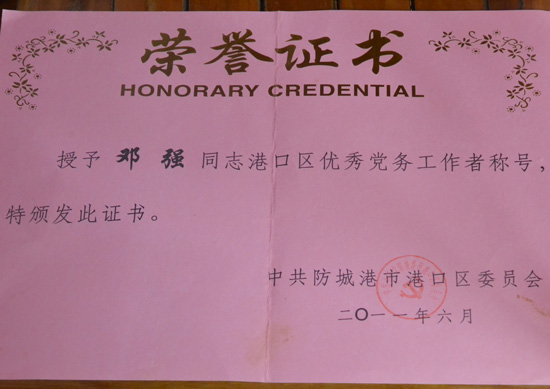 荣誉证书
HONORARY CREDENTIAL
授予 邓强 同志港口区优秀党务工作者称号，
特颁发此证书。
中共防城港市港口区委员会
二〇一一年六月